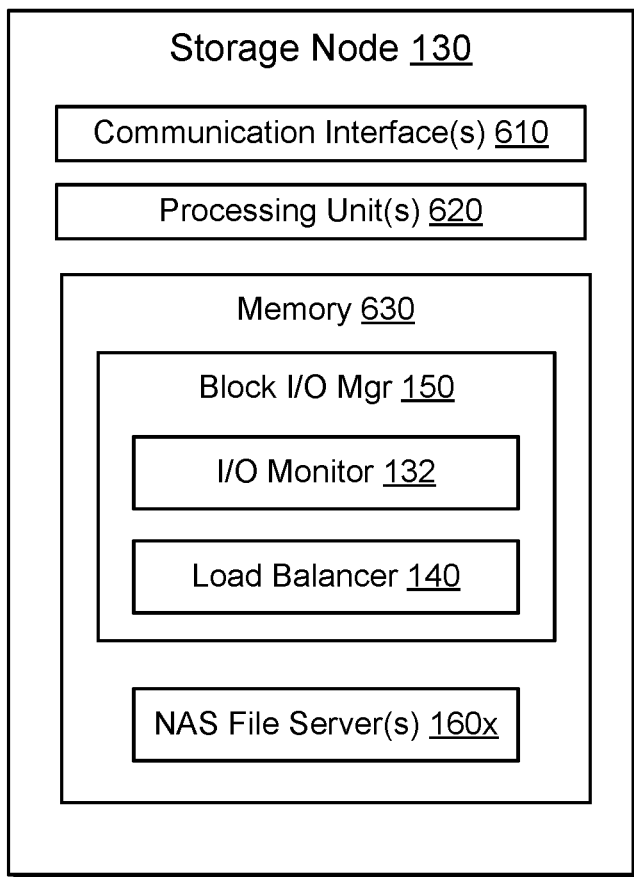 Storage Node 130
Communication Interface(s) 610
Processing Unit(s) 620
Memory 630
Block I/O Mgr 150
I/O Monitor 132
Load Balancer 140
NAS File Server(s) 160x